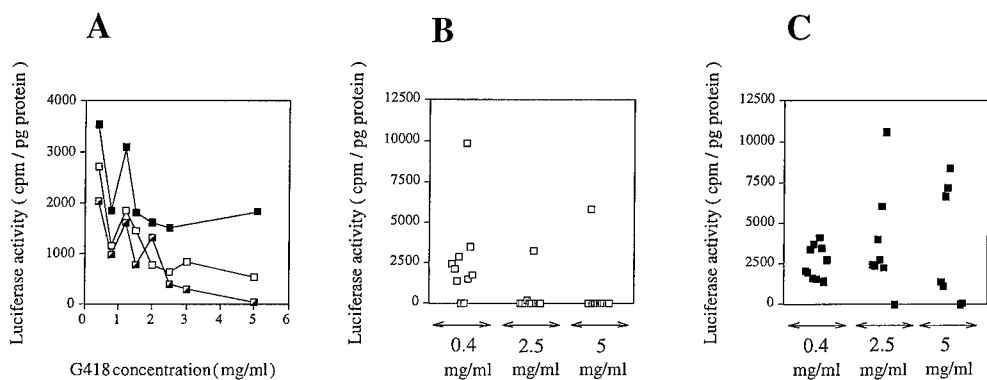 A
B
C
Luciferase activity ( cpm / pg protein )
4000
3000
2000
1000
0
0 1 2 3 4 5 6
G418 concentration ( mg/ml )
Luciferase activity ( cpm / pg protein )
12500
10000
7500
5000
2500
0
0.4 2.5 5
mg/ml mg/ml mg/ml
Luciferase activity ( cpm / pg protein )
12500
10000
7500
5000
2500
0
0.4 2.5 5
mg/ml mg/ml mg/ml